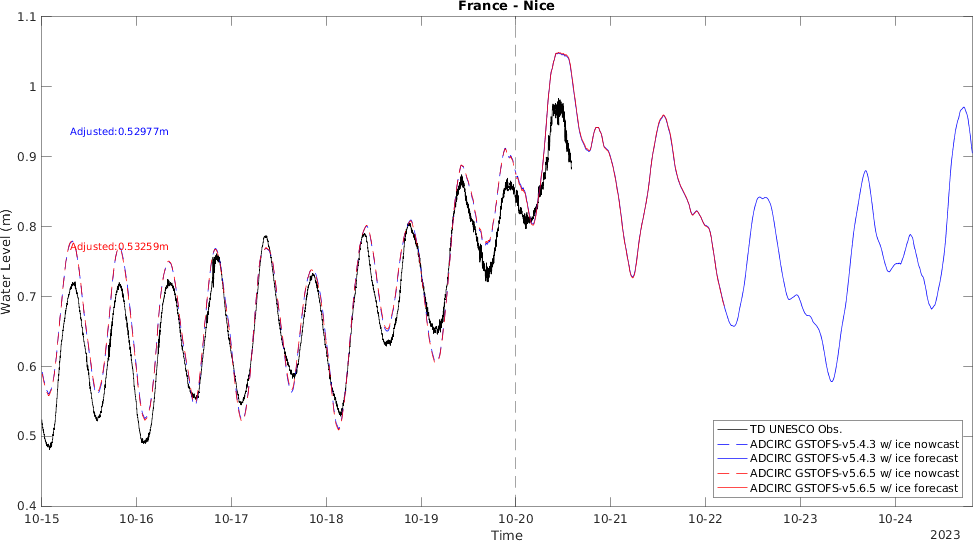 France - Nice
1.1
1
0.9
0.8
0.7
0.6
0.5
0.4
Water Level (m)
Adjusted:0.52977m
Adjusted:0.53259m
TD UNESCO Obs.
ADCIRC GSTOFS-v5.4.3 w/ ice nowcast
ADCIRC GSTOFS-v5.4.3 w/ ice forecast
ADCIRC GSTOFS-v5.6.5 w/ ice nowcast
ADCIRC GSTOFS-v5.6.5 w/ ice forecast
10-15 10-16 10-17 10-18 10-19 10-20 10-21 10-22 10-23 10-24
Time
2023